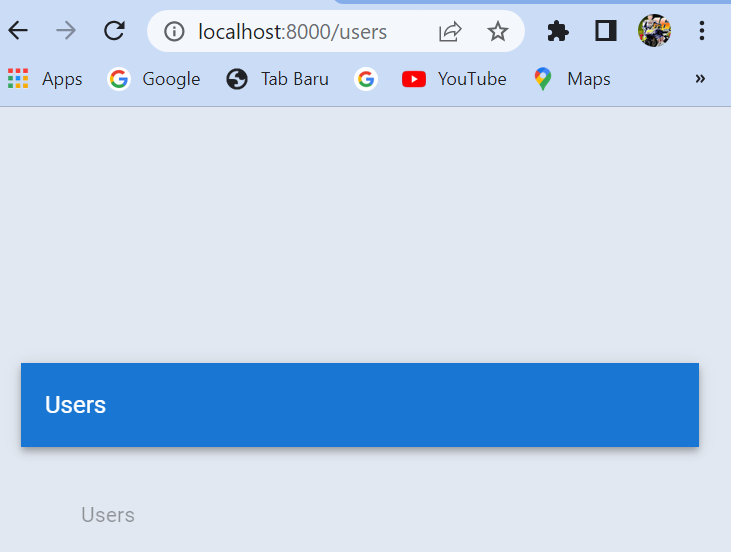 localhost:8000/users
Apps Google Tab Baru YouTube Maps »
Users
Users